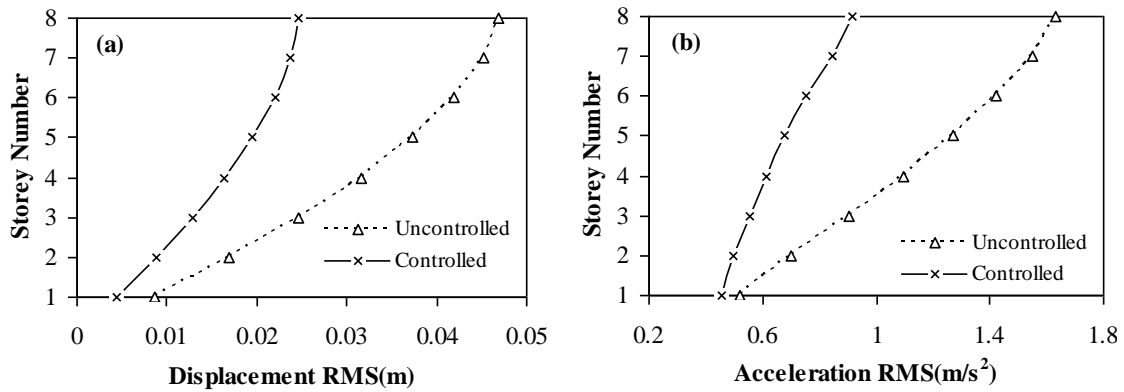 (a)
Storey Number
8
7
6
5
4
3
2
1
0
0.01
0.02
0.03
0.04
0.05
Displacement RMS(m)
Uncontrolled
Controlled
(b)
Storey Number
8
7
6
5
4
3
2
1
0.2
0.6
1
1.4
1.8
Acceleration RMS(m/s²)
Uncontrolled
Controlled